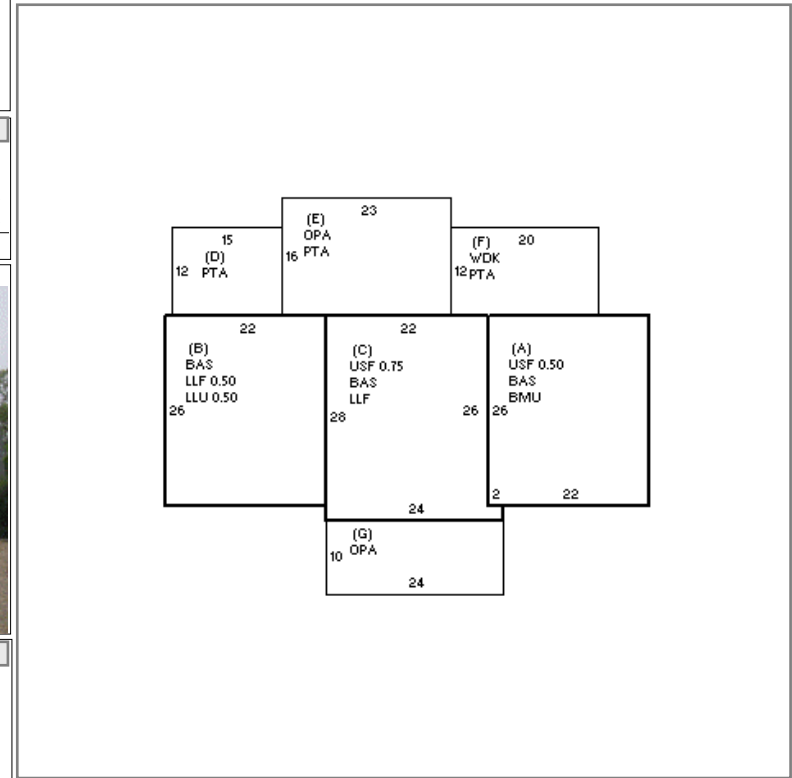 23
(E)
OPA
PTA
16
15
(D)
PTA
12
20
(F)
WDK
PTA
12
22
(B)
BAS
LLF 0.50
LLU 0.50
26
22
(C)
USF 0.75
BAS
LLF
28
26
24
(A)
USF 0.50
BAS
BMU
26
2
22
(G)
OPA
10
24